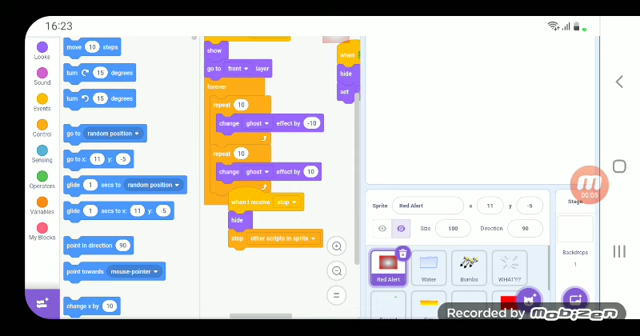 16:23
Looks
Sound
Events
Control
Sensing
Operators
Variables
My Blocks
move 10 steps
turn 15 degrees
turn 15 degrees
go to random position
go to x: 11 y: -5
glide 1 secs to random position
glide 1 secs to x: 11 y: -5
point in direction 90
point towards mouse-pointer
change x by 10
show
go to front layer
forever
repeat 10
change ghost effect by -10
repeat 10
change ghost effect by 10
when I receive stop
hide
stop other scripts in sprite
when
hide
set
00:05
Sprite Red Alert x 11 y -5
Size 100 Direction 90
Stage
Backdrops
1
Red Alert
Water
Bombs
WHAT!?
Recorded by mobizen